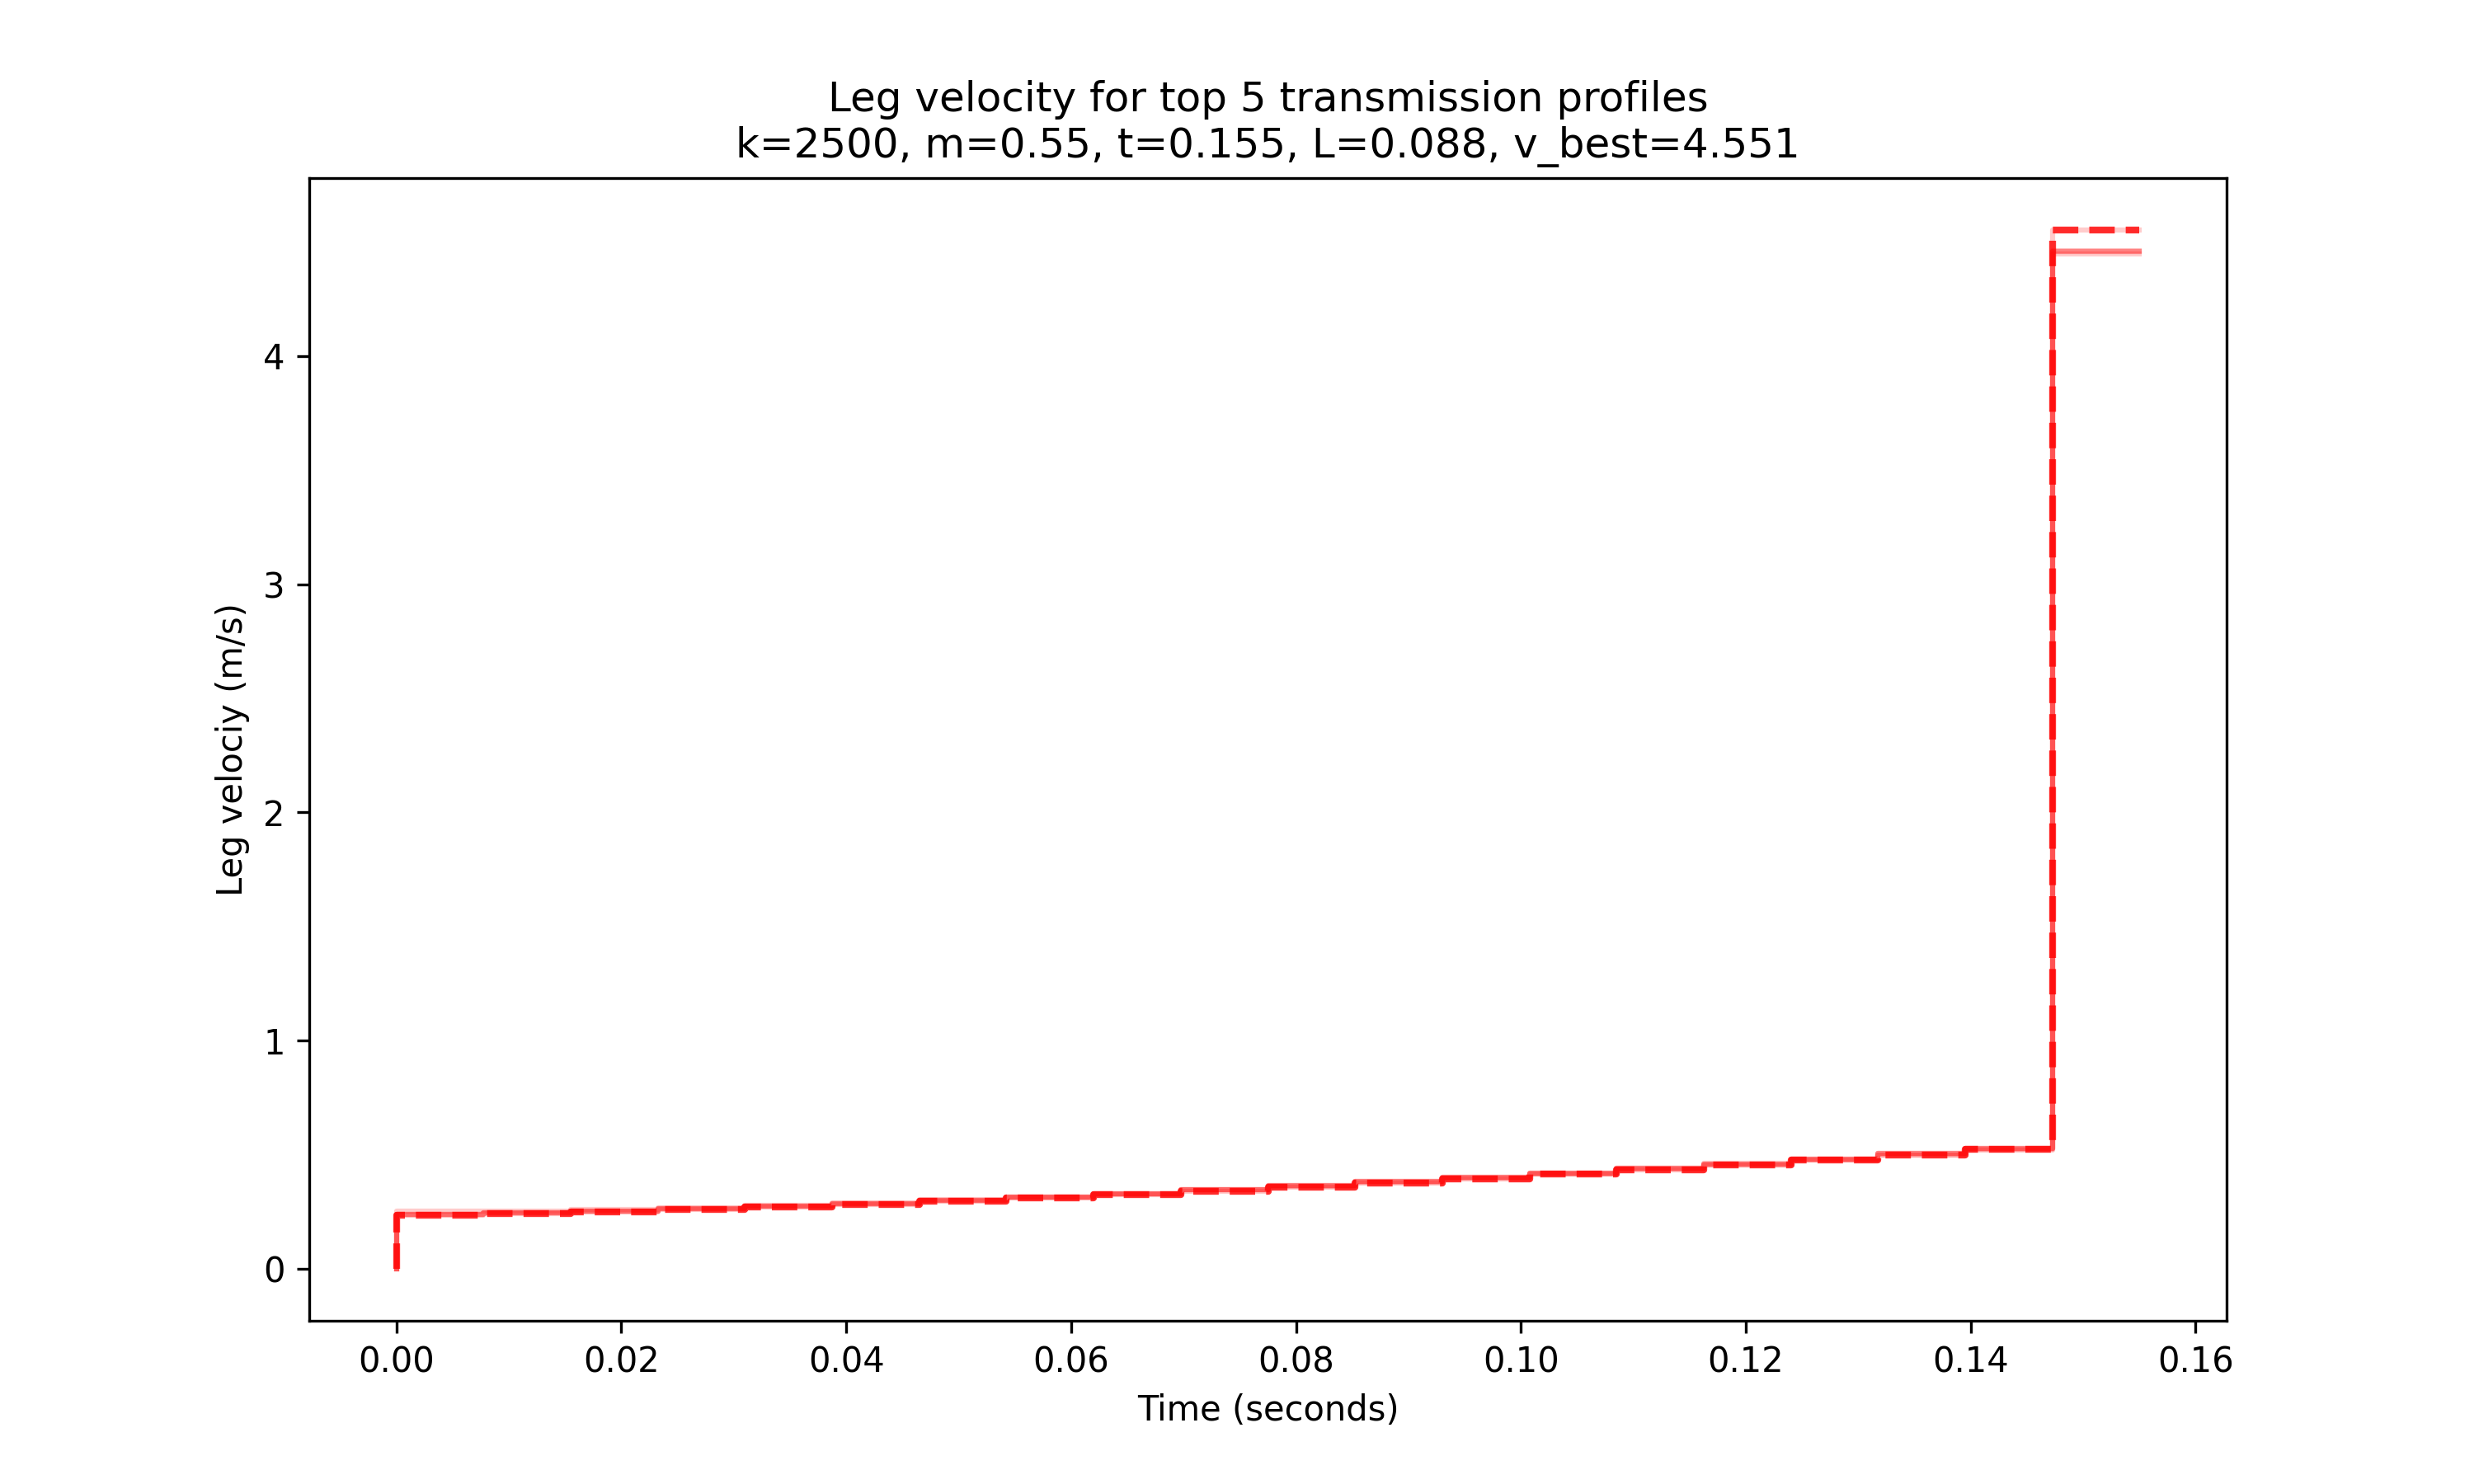 Leg velocity for top 5 transmission profiles
k=2500, m=0.55, t=0.155, L=0.088, v_best=4.551
Leg velociy (m/s)
4
3
2
1
0
0.00 0.02 0.04 0.06 0.08 0.10 0.12 0.14 0.16
Time (seconds)